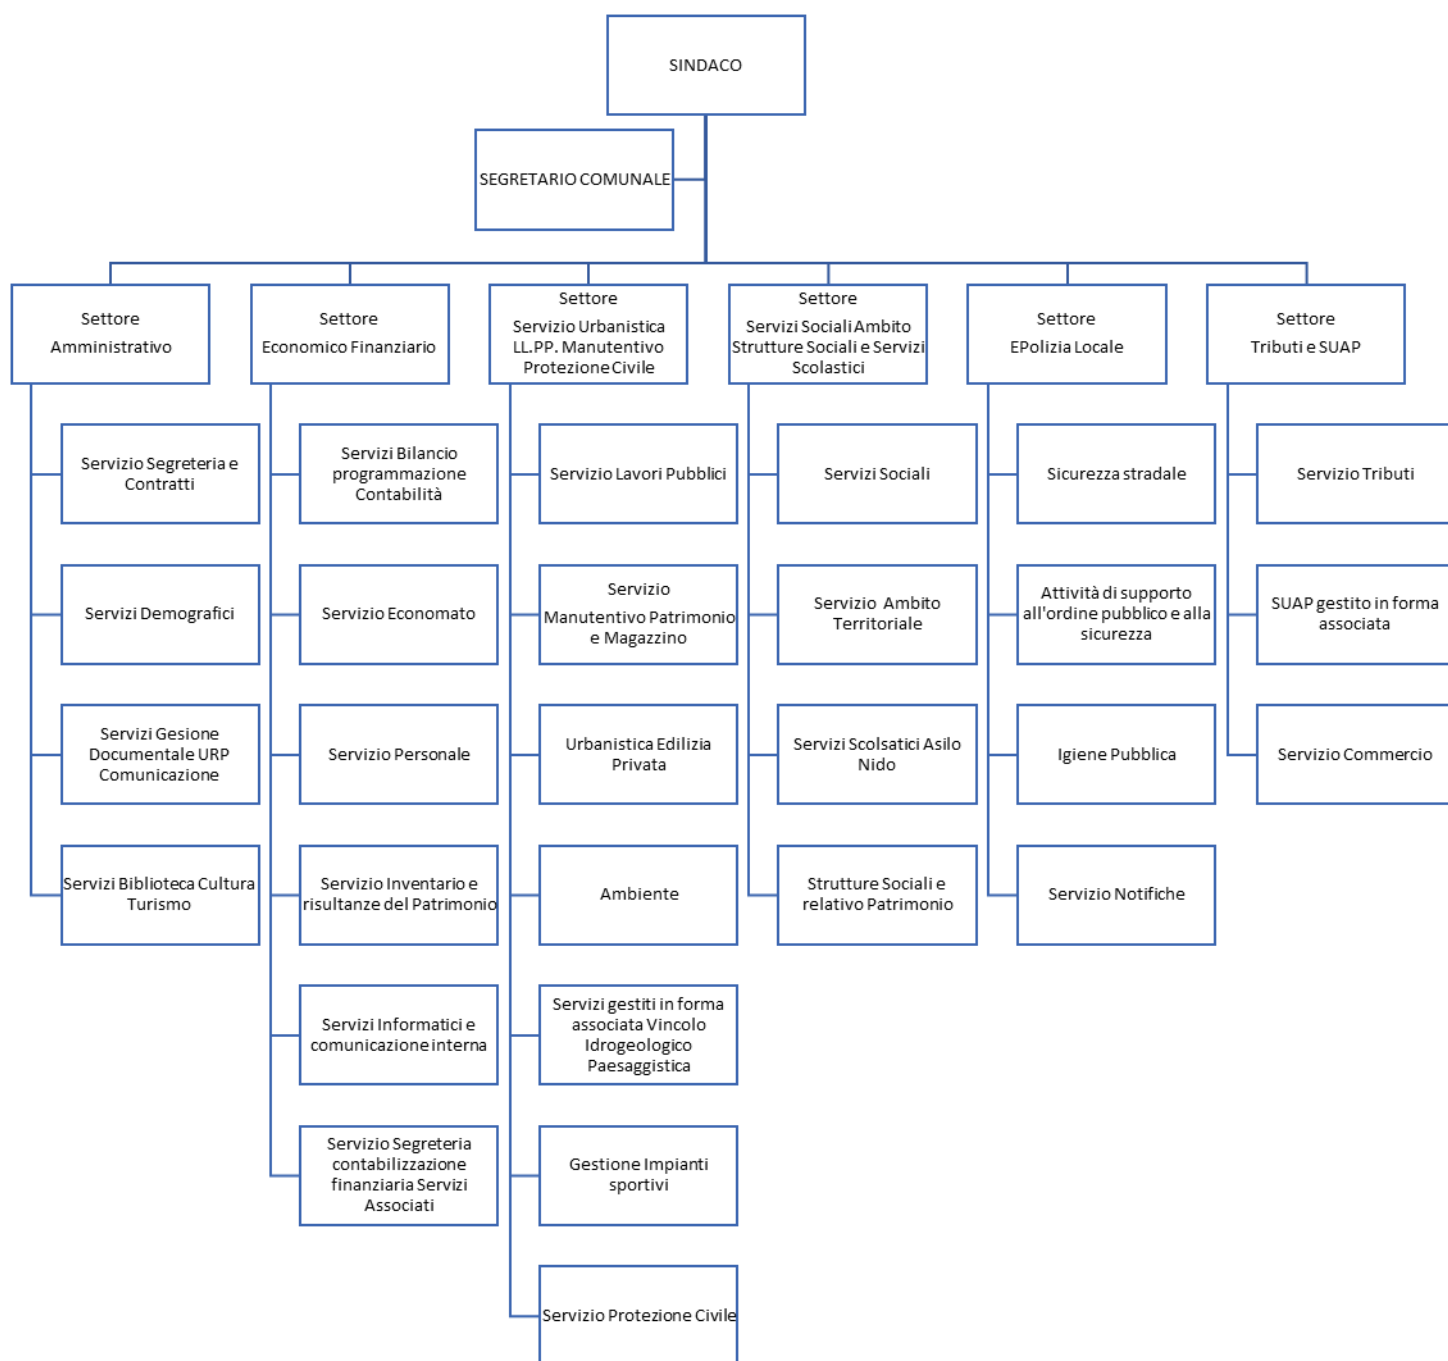 SINDACO
SEGRETARIO COMUNALE
Settore
Amministrativo
Servizio Segreteria e
Contratti
Servizi Demografici
Servizi Gesione
Documentale URP
Comunicazione
Servizi Biblioteca Cultura
Turismo
Settore
Economico Finanziario
Servizi Bilancio
programmazione
Contabilità
Servizio Economato
Servizio Personale
Servizio Inventario e
risultanze del Patrimonio
Servizi Informatici e
comunicazione interna
Servizio Segreteria
contabilizzazione
finanziaria Servizi
Associati
Settore
Servizio Urbanistica
LL.PP. Manutentivo
Protezione Civile
Servizio Lavori Pubblici
Servizio
Manutentivo Patrimonio
e Magazzino
Urbanistica Edilizia
Privata
Ambiente
Servizi gestiti in forma
associata Vincolo
Idrogeologico
Paesaggistica
Gestione Impianti
sportivi
Servizio Protezione Civile
Settore
Servizi Sociali Ambito
Strutture Sociali e Servizi
Scolastici
Servizi Sociali
Servizio Ambito
Territoriale
Servizi Scolsatici Asilo
Nido
Strutture Sociali e
relativo Patrimonio
Settore
EPolizia Locale
Sicurezza stradale
Attività di supporto
all'ordine pubblico e alla
sicurezza
Igiene Pubblica
Servizio Notifiche
Settore
Tributi e SUAP
Servizio Tributi
SUAP gestito in forma
associata
Servizio Commercio